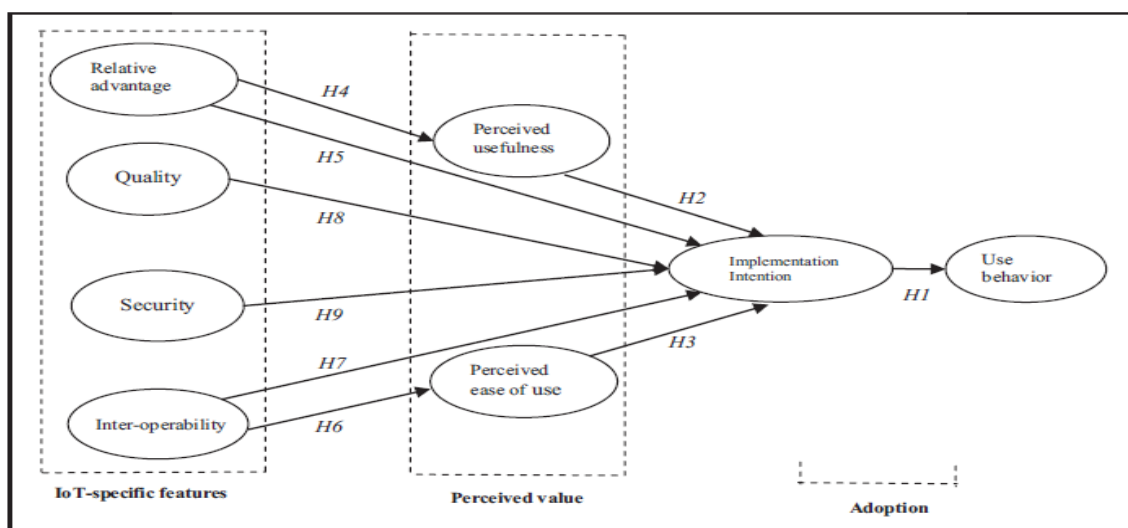 Relative
advantage
H4
Perceived
usefulness
H5
Quality
H2
H8
Implementation
Intention
Use
behavior
H1
Security
H9
H7
H3
Perceived
ease of use
Inter-operability
H6
IoT-specific features
Perceived value
Adoption